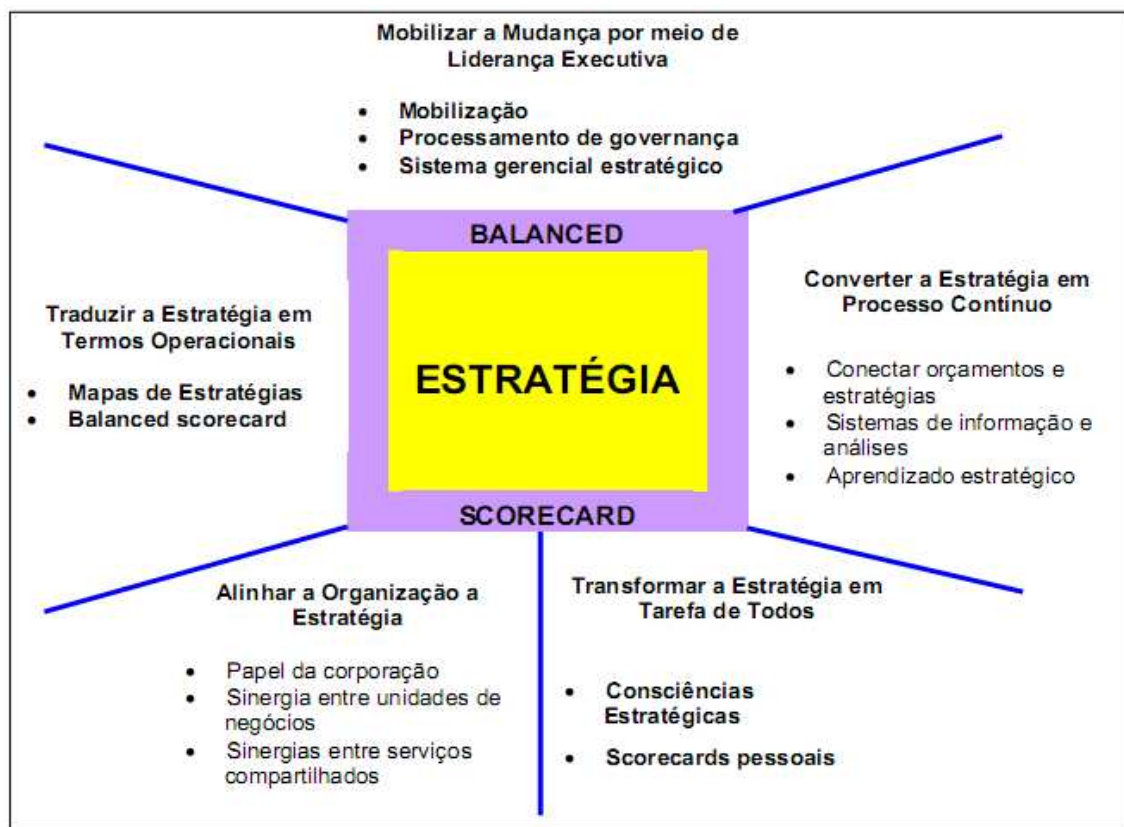 Mobilizar a Mudança por meio de
Liderança Executiva
• Mobilização
• Processamento de governança
• Sistema gerencial estratégico
BALANCED
ESTRATÉGIA
SCORECARD
Traduzir a Estratégia em
Termos Operacionais
• Mapas de Estratégias
• Balanced scorecard
Converter a Estratégia em
Processo Contínuo
• Conectar orçamentos e
estratégias
• Sistemas de informação e
análises
• Aprendizado estratégico
Alinhar a Organização a
Estratégia
• Papel da corporação
• Sinergia entre unidades de
negócios
• Sinergias entre serviços
compartilhados
Transformar a Estratégia em
Tarefa de Todos
• Consciências
Estratégicas
• Scorecards pessoais